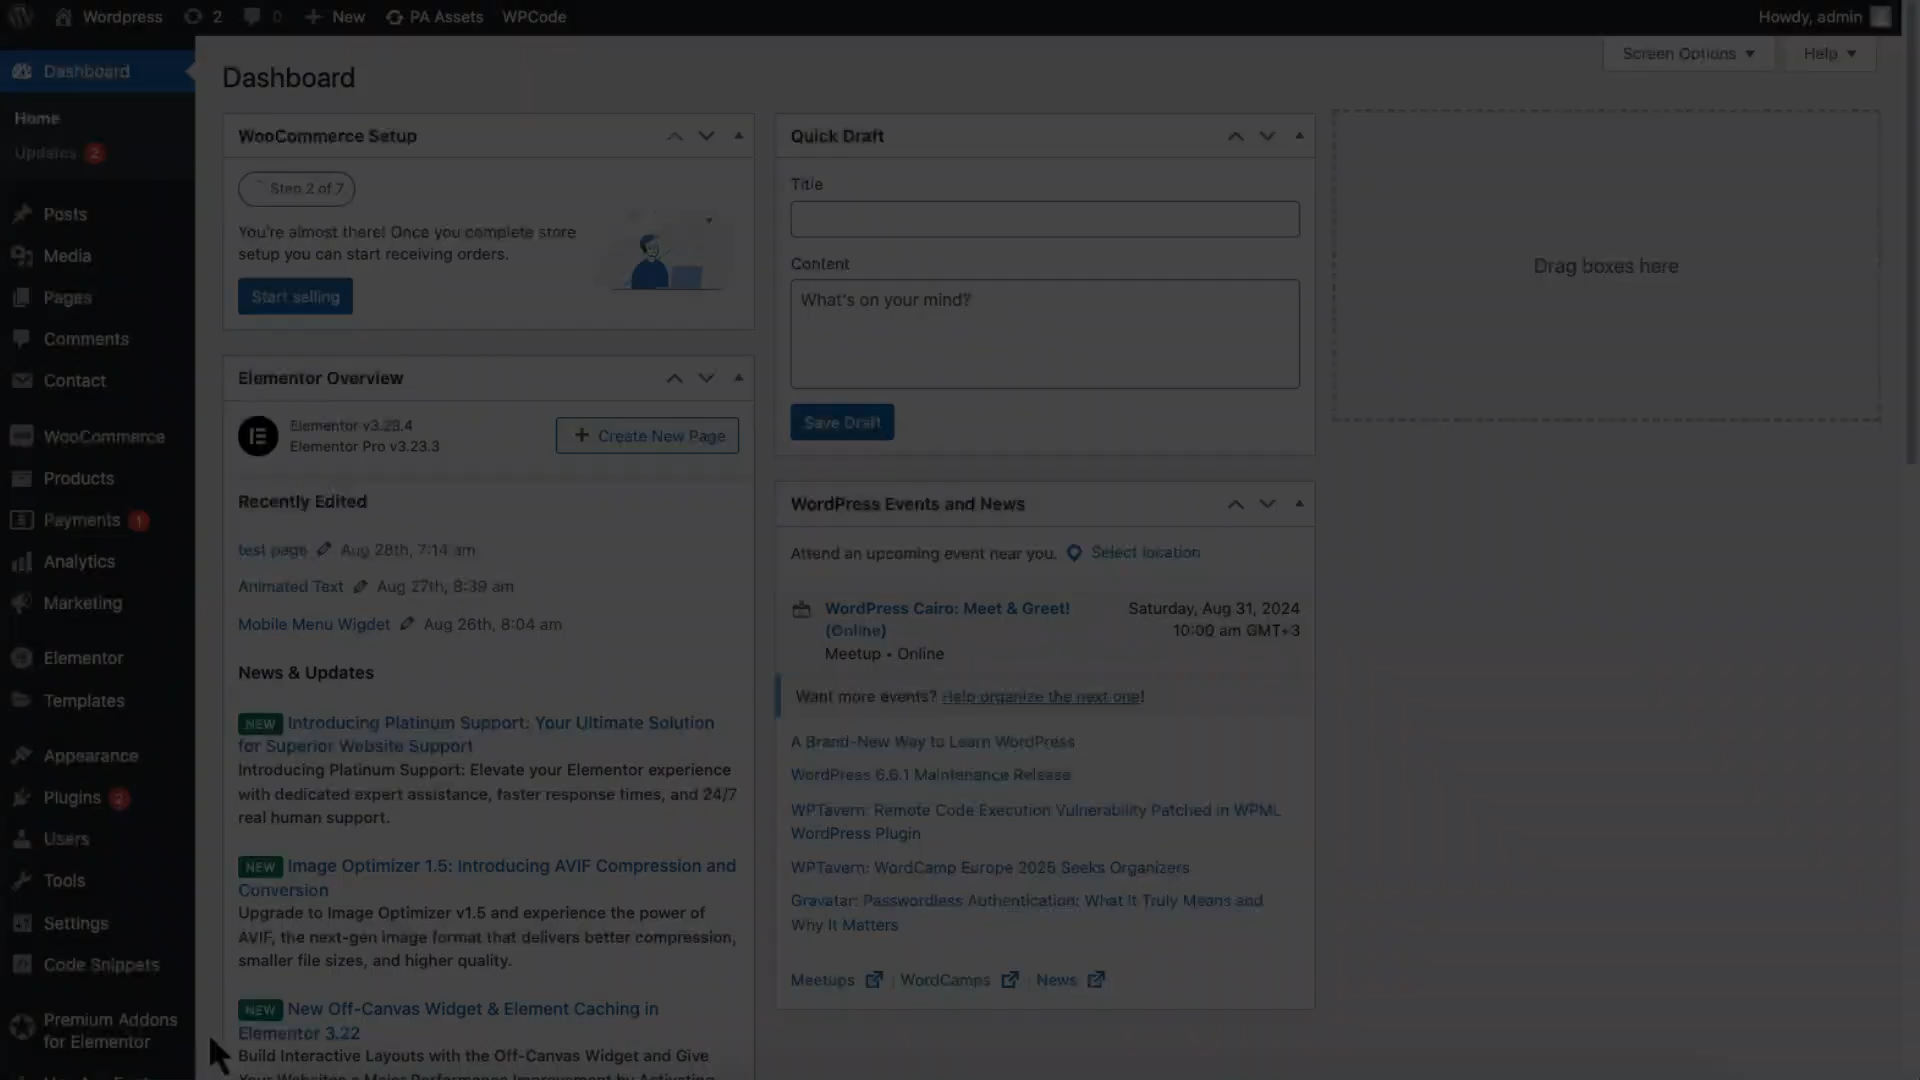 Wordpress 2 0 New PA Assets WPCode Howdy, admin
Screen Options Help
Dashboard
Home
Updates 2
Posts
Media
Pages
Comments
Contact
WooCommerce
Products
Payments 1
Analytics
Marketing
Elementor
Templates
Appearance
Plugins 2
Users
Tools
Settings
Code Snippets
Premium Addons
for Elementor
Dashboard
WooCommerce Setup
Step 2 of 7
You're almost there! Once you complete store
setup you can start receiving orders.
Start selling
Elementor Overview
Elementor v3.23.4
Elementor Pro v3.23.3
Create New Page
Recently Edited
test page Aug 28th, 7:14 am
Animated Text Aug 27th, 8:39 am
Mobile Menu Wigdet Aug 26th, 8:04 am
News & Updates
NEW Introducing Platinum Support: Your Ultimate Solution
for Superior Website Support
Introducing Platinum Support: Elevate your Elementor experience
with dedicated expert assistance, faster response times, and 24/7
real human support.
NEW Image Optimizer 1.5: Introducing AVIF Compression and
Conversion
Upgrade to Image Optimizer v1.5 and experience the power of
AVIF, the next-gen image format that delivers better compression,
smaller file sizes, and higher quality.
NEW New Off-Canvas Widget & Element Caching in
Elementor 3.22
Build Interactive Layouts with the Off-Canvas Widget and Give
Quick Draft
Title
Content
What's on your mind?
Save Draft
WordPress Events and News
Attend an upcoming event near you. Select location
WordPress Cairo: Meet & Greet! Saturday, Aug 31, 2024
(Online) 10:00 am GMT+3
Meetup • Online
Want more events? Help organize the next one!
A Brand-New Way to Learn WordPress
WordPress 6.6.1 Maintenance Release
WPTavern: Remote Code Execution Vulnerability Patched in WPML
WordPress Plugin
WPTavern: WordCamp Europe 2026 Seeks Organizers
Gravatar: Passwordless Authentication: What It Truly Means and
Why It Matters
Meetups | WordCamps | News
Drag boxes here